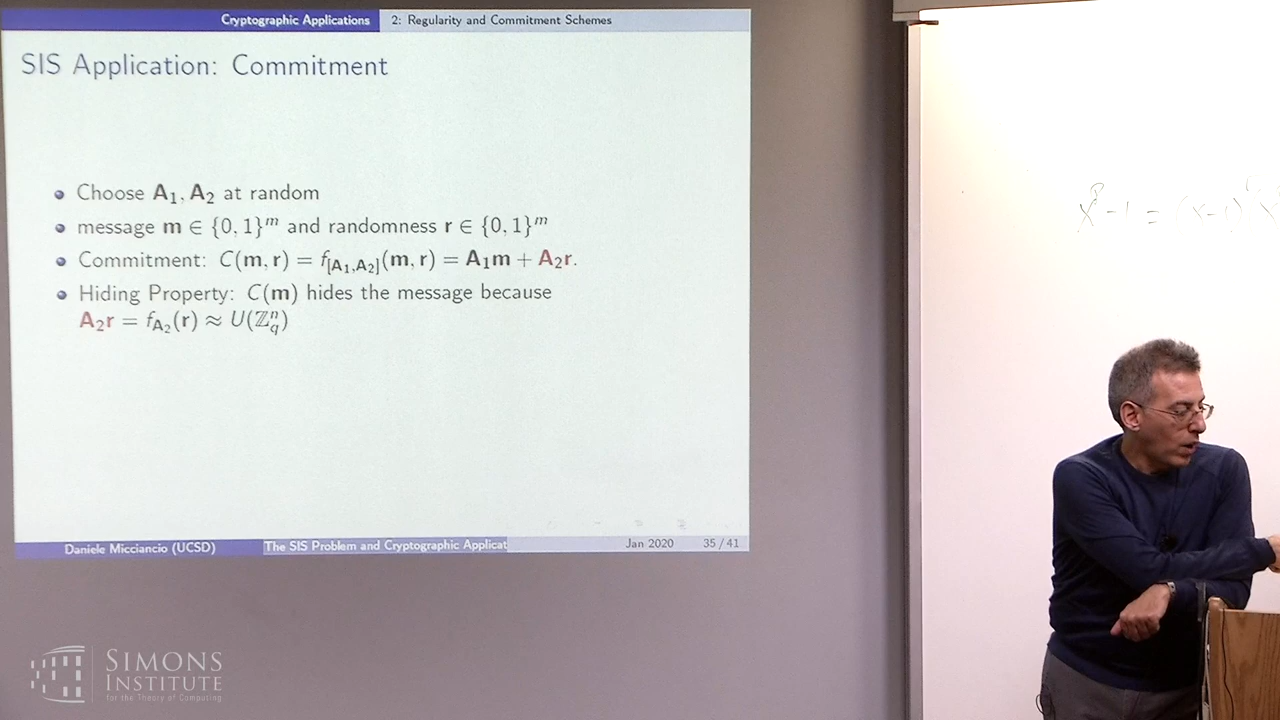 Cryptographic Applications 2: Regularity and Commitment Schemes
SIS Application: Commitment
Choose A₁, A₂ at random
message m ∈ {0, 1}ᵐ and randomness r ∈ {0, 1}ᵐ
Commitment: C(m, r) = f_[A₁,A₂](m, r) = A₁m + A₂r.
Hiding Property: C(m) hides the message because
A₂r = f_A₂(r) ≈ U(ℤ_q^n)
Daniele Micciancio (UCSD) The SIS Problem and Cryptographic Applicat Jan 2020 35 / 41
SIMONS
INSTITUTE
for the Theory of Computing